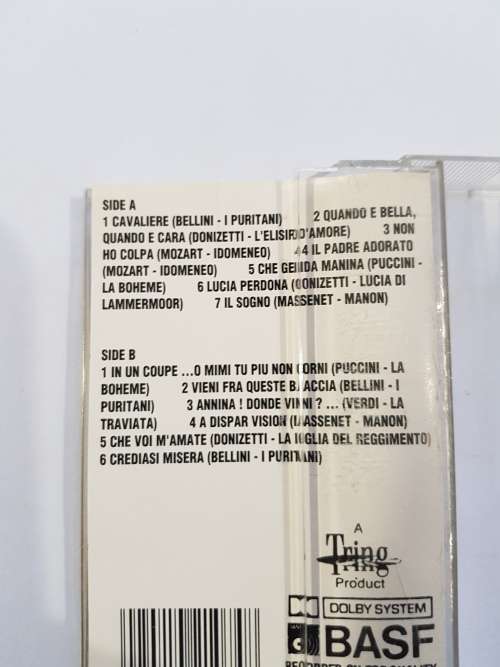 SIDE A
1 CAVALIERE (BELLINI - I PURITANI) 2 QUANDO E BELLA,
QUANDO E CARA (DONIZETTI - L'ELISIR D'AMORE) 3 NON
HO COLPA (MOZART - IDOMENEO) 4 IL PADRE ADORATO
(MOZART - IDOMENEO) 5 CHE GELIDA MANINA (PUCCINI -
LA BOHEME) 6 LUCIA PERDONA (DONIZETTI - LUCIA DI
LAMMERMOOR) 7 IL SOGNO (MASSENET - MANON)
SIDE B
1 IN UN COUPE ...O MIMI TU PIU NON TORNI (PUCCINI - LA
BOHEME) 2 VIENI FRA QUESTE BRACCIA (BELLINI - I
PURITANI) 3 ANNINA ! DONDE VINNI ? ... (VERDI - LA
TRAVIATA) 4 A DISPAR VISION (MASSENET - MANON)
5 CHE VOI M'AMATE (DONIZETTI - LA FIGLIA DEL REGGIMENTO)
6 CREDIASI MISERA (BELLINI - I PURITANI)
A
Tring
Product
DOLBY SYSTEM
BASF